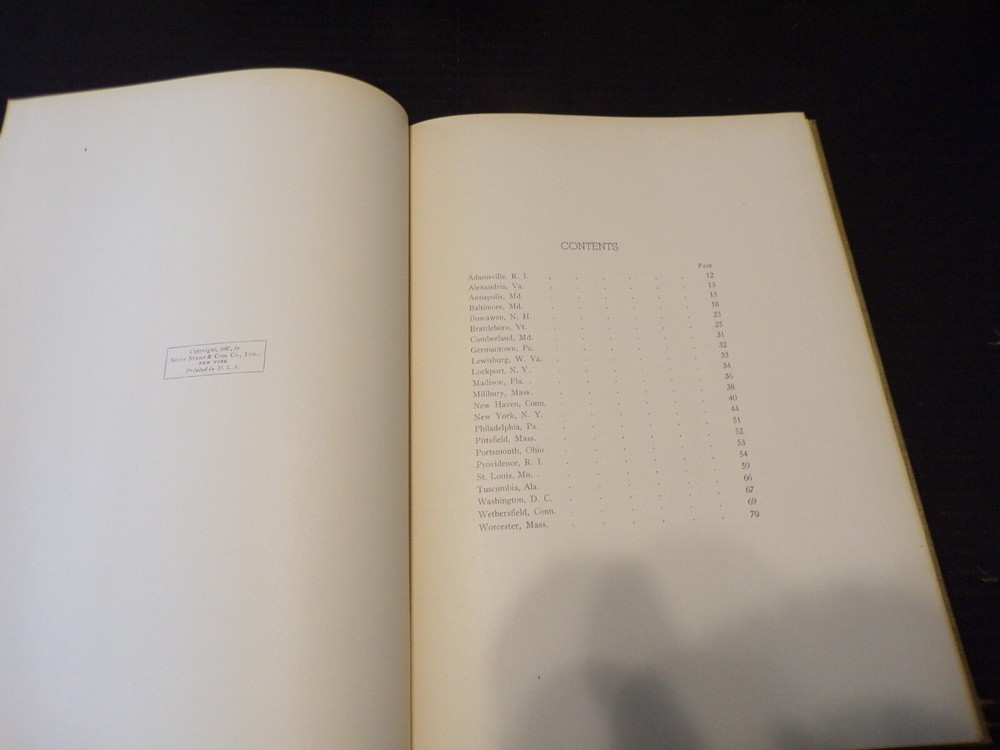 Copyright, 1937, by
Scott Stamp & Coin Co., Ltd.,
New York
Printed in U. S. A.
CONTENTS
Page
Adamsville, R. I. 12
Alexandria, Va. 13
Annapolis, Md. 15
Baltimore, Md. 18
Boscawen, N. H. 23
Brattleboro, Vt. 25
Cumberland, Md. 31
Germantown, Pa. 32
Lewisburg, W. Va. 33
Lockport, N. Y. 34
Madison, Fla. 36
Millbury, Mass. 38
New Haven, Conn. 40
New York, N. Y. 44
Philadelphia, Pa. 51
Pittsfield, Mass. 52
Portsmouth, Ohio 53
Providence, R. I. 54
St. Louis, Mo. 59
Tuscumbia, Ala. 66
Washington, D. C. 67
Wethersfield, Conn. 69
Worcester, Mass. 70